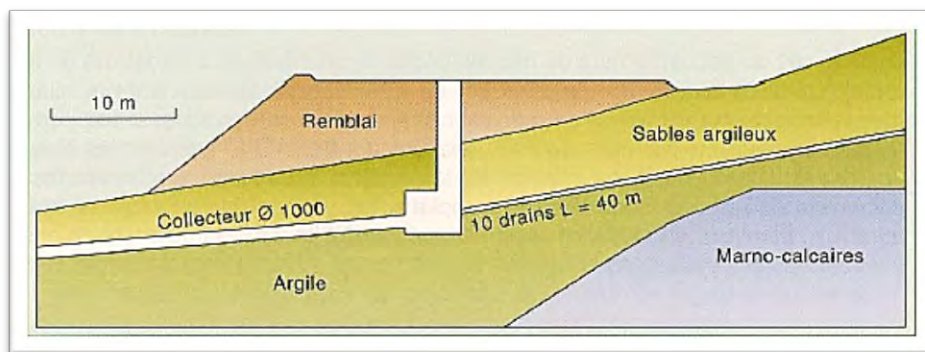 10 m
Remblai
Sables argileux
Collecteur Ø 1000
10 drains L = 40 m
Marno-calcaires
Argile